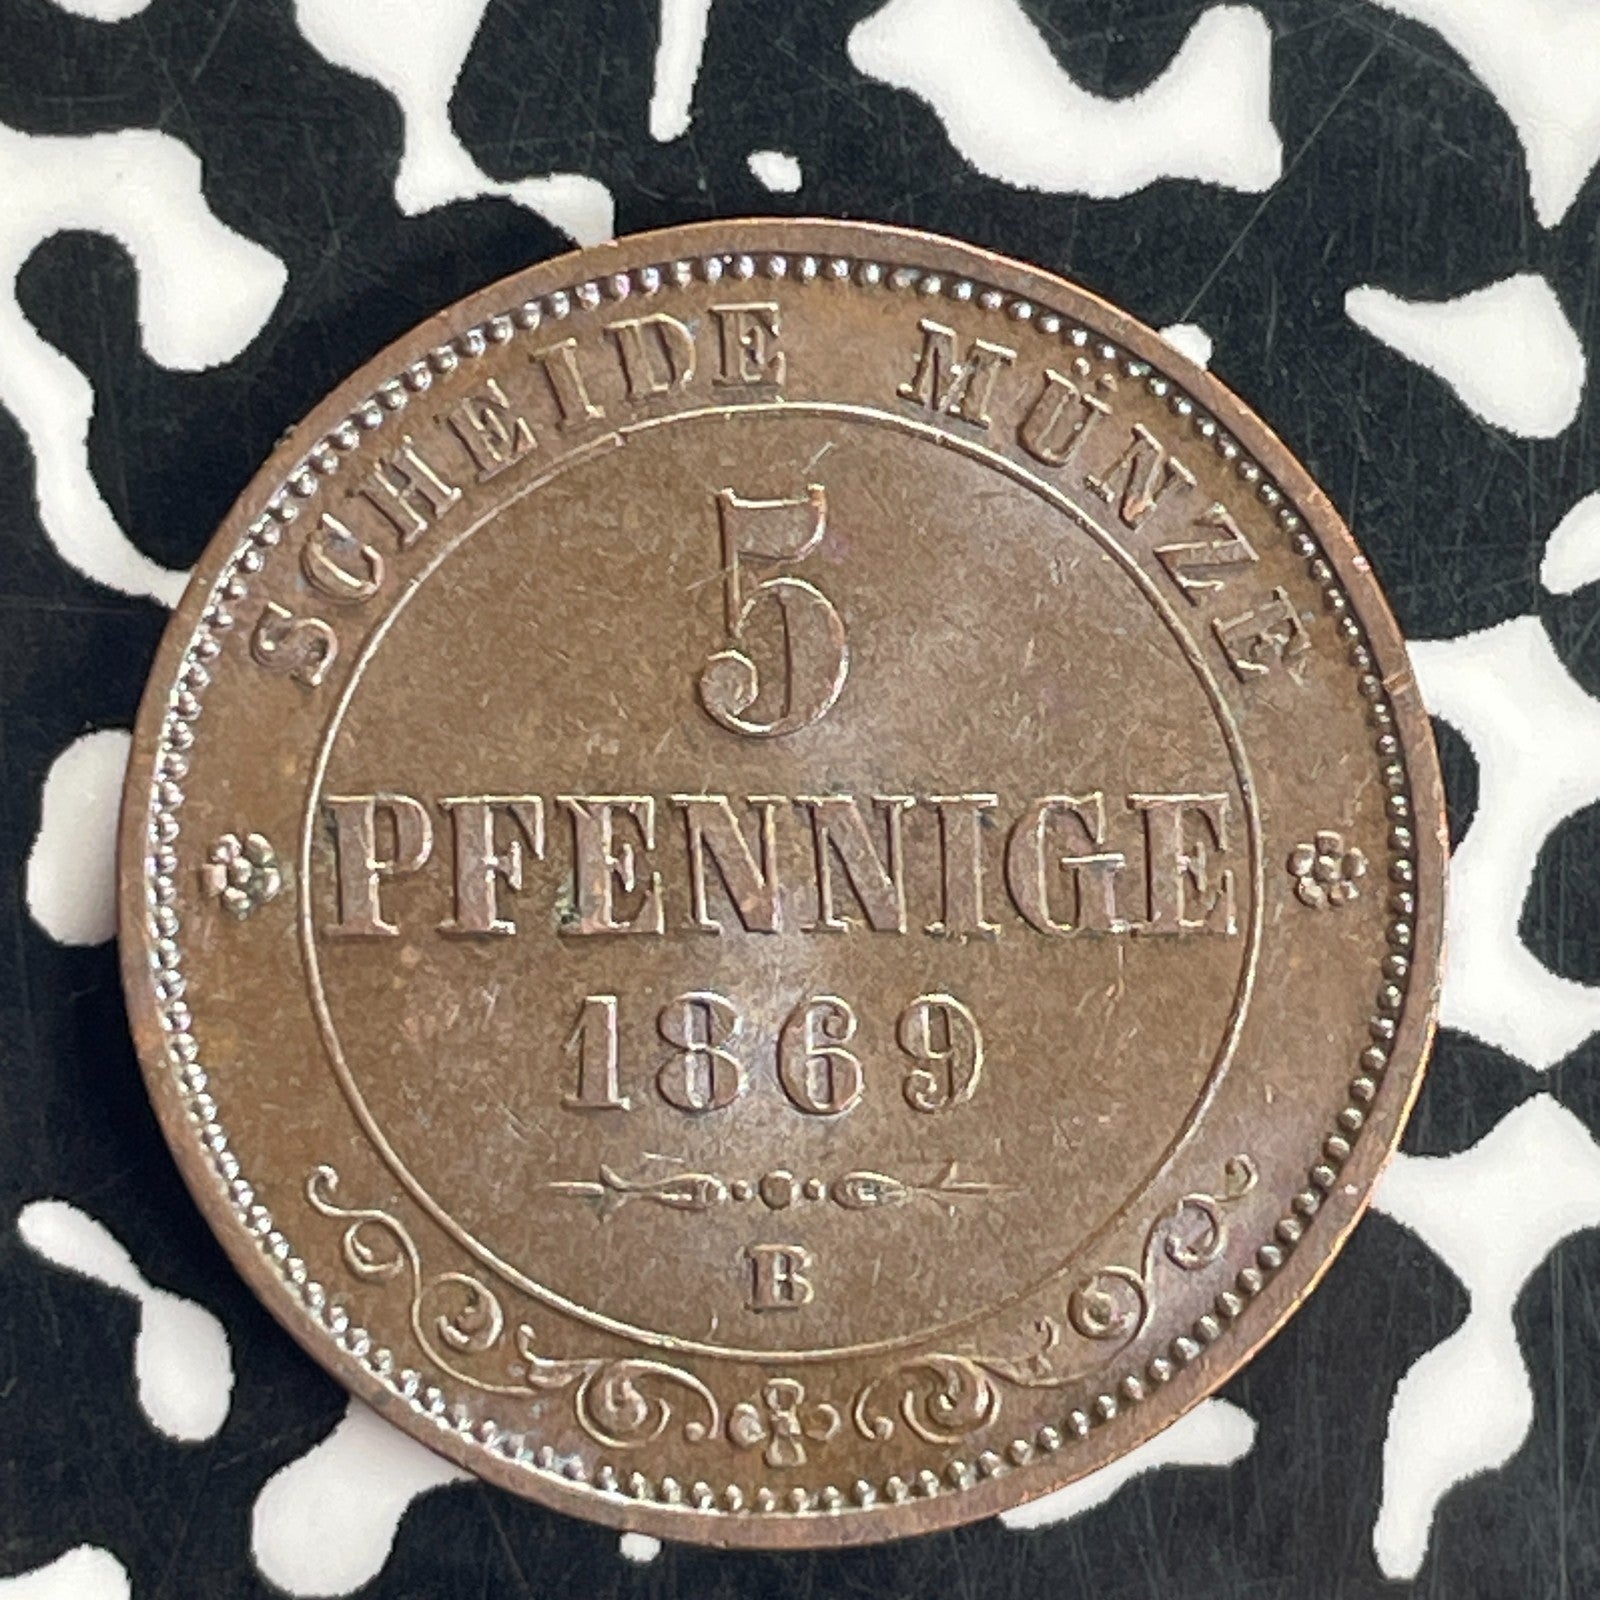 SCHEIDE MÜNZE
5
PFENNIGE
1869
B